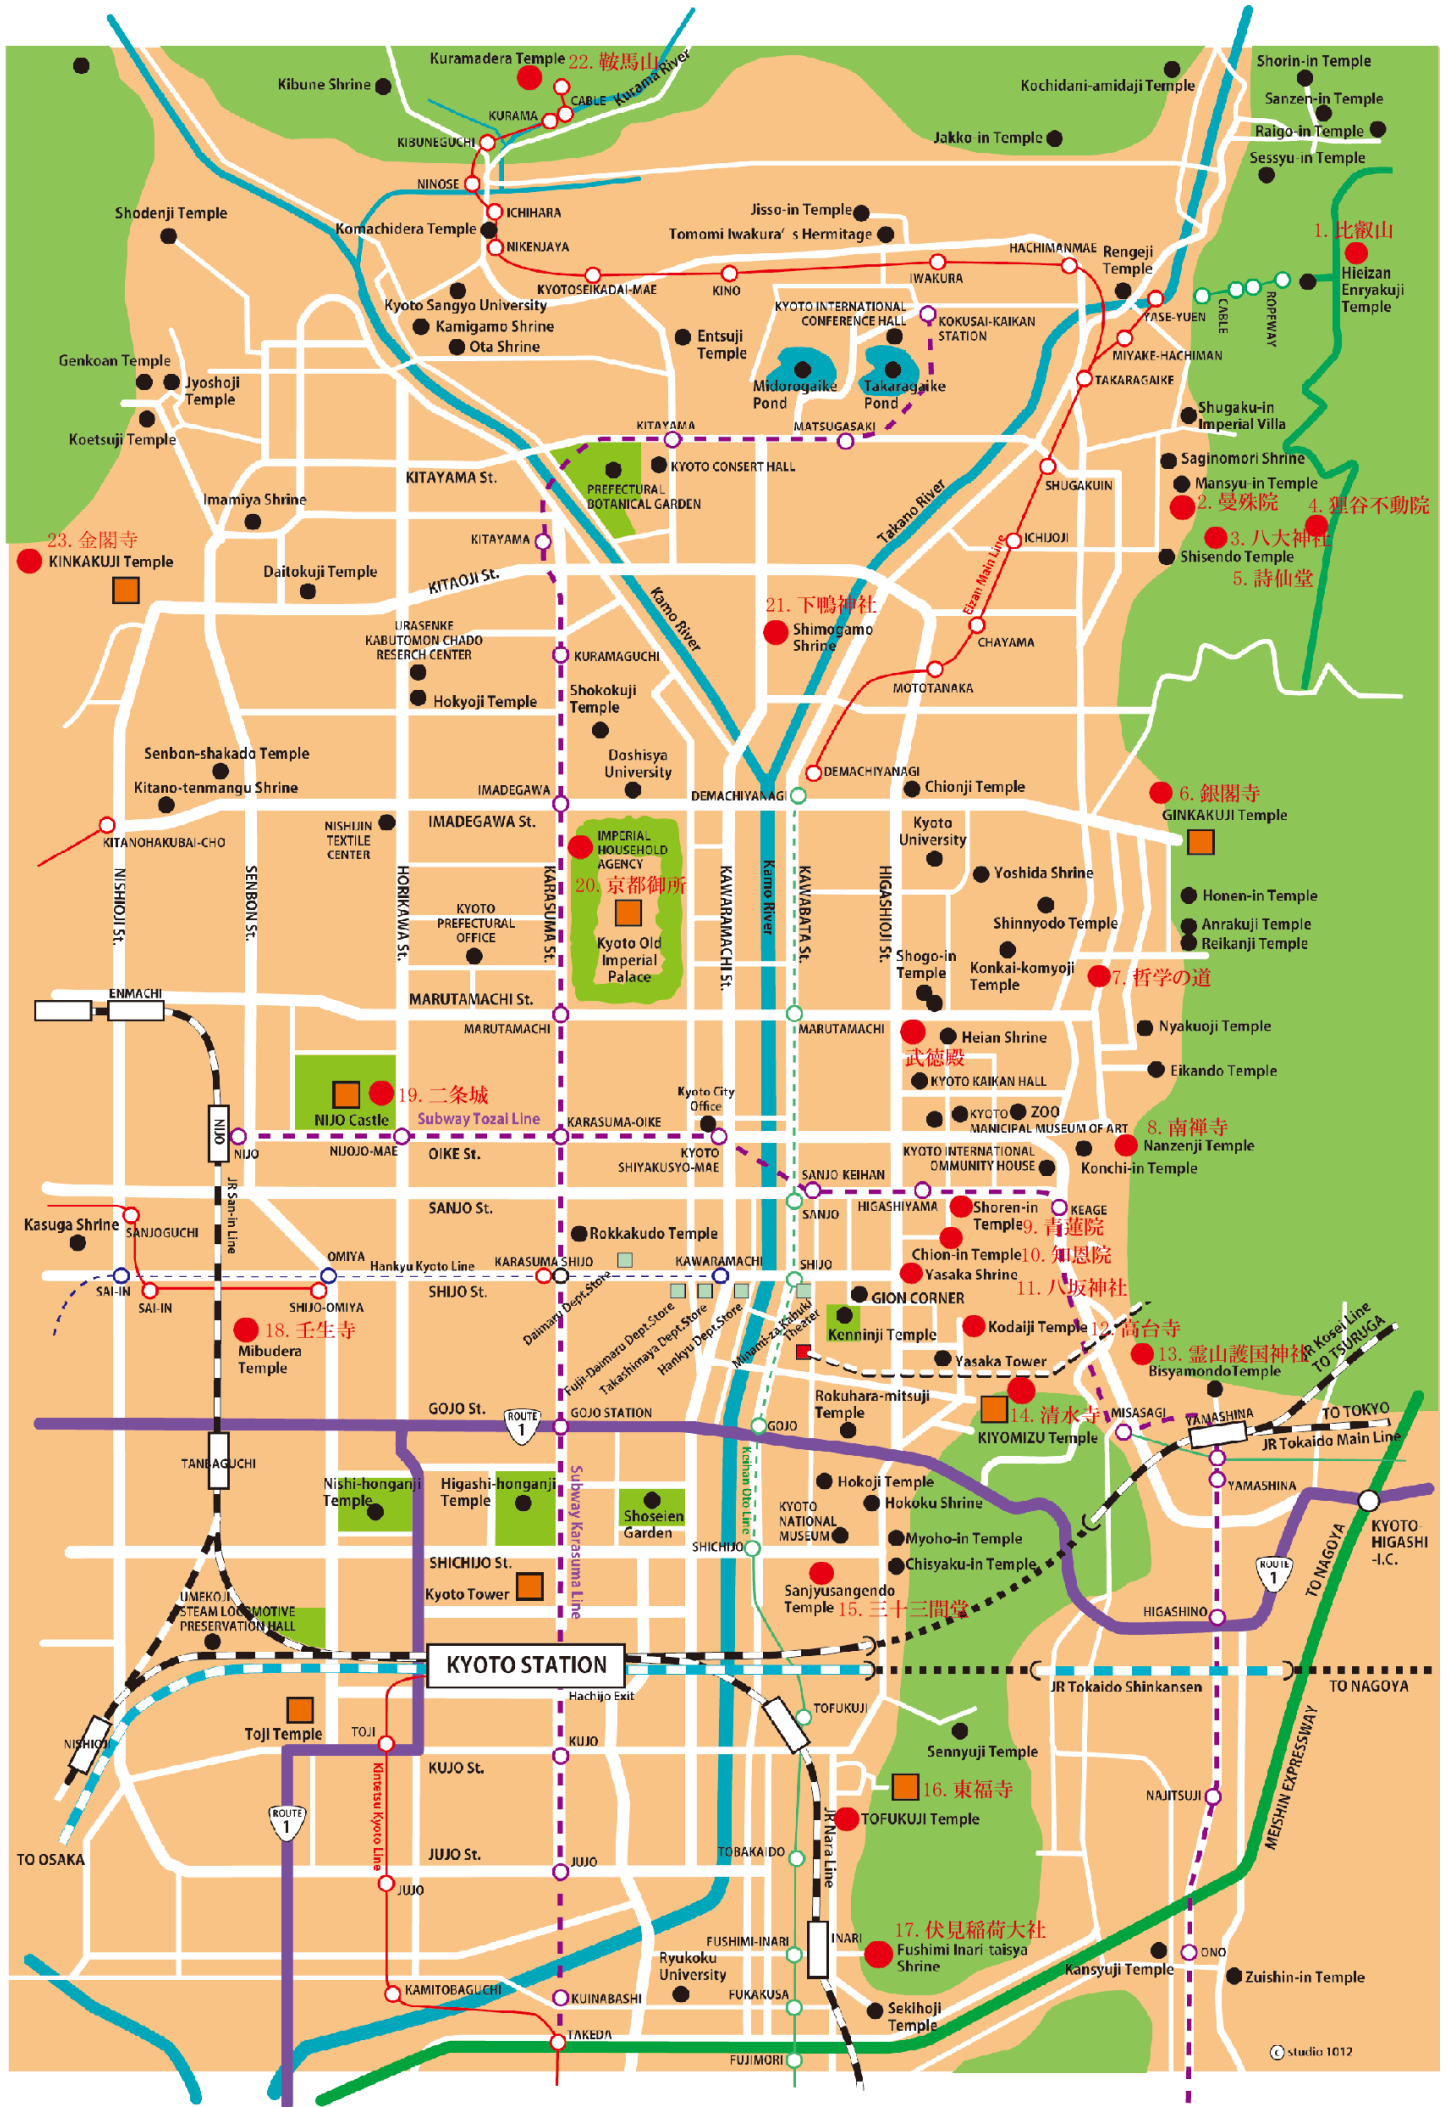 Kuramadera Temple
22. 鞍馬山
Kurama River
Kibune Shrine
CABLE
KURAMA
KIBUNEGUCHI
Kochidani-amidaji Temple
Shorin-in Temple
Sanzen-in Temple
Raigo-in Temple
Jakko-in Temple
Sessyu-in Temple
NINOSE
ICHIHARA
Shodenji Temple
Komachidera Temple
NIKENJAYA
Jisso-in Temple
Tomomi Iwakura's Hermitage
HACHIMANMAE
Rengeji
Temple
1. 比叡山
Hieizan
Enryakuji
Temple
KYOTOSEIKADAI-MAE
KINO
IWAKURA
Kyoto Sangyo University
Kamigamo Shrine
Ota Shrine
KYOTO INTERNATIONAL
CONFERENCE HALL
KOKUSAI-KAIKAN
STATION
YASE-YUEN
CABLE
ROPEWAY
Entsuji
Temple
MIYAKE-HACHIMAN
Genkoan Temple
Jyoshoji
Temple
Midorogaike
Pond
Takaragaike
Pond
TAKARAGAIKE
Koetsuji Temple
Shugaku-in
Imperial Villa
KITAYAMA
MATSUGASAKI
KITAYAMA St.
KYOTO CONSERT HALL
Saginomori Shrine
PREFECTURAL
BOTANICAL GARDEN
SHUGAKUIN
Mansyu-in Temple
Imamiya Shrine
Takano River
2. 曼殊院
4. 狸谷不動院
3. 八大神社
Shisendo Temple
5. 詩仙堂
23. 金閣寺
KINKAKUJI Temple
KITAYAMA
ICHIJOJI
Daitokuji Temple
KITAOJI St.
Eizan Main Line
Kamo River
21. 下鴨神社
Shimogamo
Shrine
URASENKE
KABUTOMON CHADO
RESERCH CENTER
CHAYAMA
KURAMAGUCHI
Hokyoji Temple
Shokokuji
Temple
MOTOTANAKA
Senbon-shakado Temple
Doshisya
University
Kitano-tenmangu Shrine
IMADEGAWA
DEMACHIYANAGI
DEMACHIYANAGI
Chionji Temple
6. 銀閣寺
GINKAKUJI Temple
KITANOHAKUBAI-CHO
NISHIJIN
TEXTILE
CENTER
IMADEGAWA St.
IMPERIAL
HOUSEHOLD
AGENCY
Kyoto
University
20. 京都御所
Kyoto Old
Imperial
Palace
NISHIOJI St.
SENBON St.
HORIKAWA St.
KARASUMA St.
KAWARAMACHI St.
Kamo River
KAWABATA St.
HIGASHIOJI St.
Yoshida Shrine
Honen-in Temple
Shinnyodo Temple
Anrakuji Temple
Reikanji Temple
KYOTO
PREFECTURAL
OFFICE
Shogo-in
Temple
Konkai-komyoji
Temple
7. 哲学の道
ENMACHI
MARUTAMACHI St.
MARUTAMACHI
MARUTAMACHI
Nyakuoji Temple
Heian Shrine
武徳殿
Eikando Temple
KYOTO KAIKAN HALL
19. 二条城
NIJO Castle
Subway Tozai Line
Kyoto City
Office
KYOTO
MANICIPAL MUSEUM OF ART
ZOO
8. 南禅寺
Nanzenji Temple
NIJO
NIJO
NIJOJO-MAE
OIKE St.
KARASUMA-OIKE
KYOTO
SHIYAKUSYO-MAE
KYOTO INTERNATIONAL
OMMUNITY HOUSE
Konchi-in Temple
JR San-in Line
SANJO KEIHAN
SANJO St.
SANJO
HIGASHIYAMA
Shoren-in
Temple
9. 青蓮院
KEAGE
Kasuga Shrine
SANJOGUCHI
Rokkakudo Temple
Chion-in Temple
10. 知恩院
OMIYA
Hankyu Kyoto Line
KARASUMA
SHIJO
KAWARAMACHI
SHIJO
Yasaka Shrine
11. 八坂神社
SAI-IN
SAI-IN
SHIJO-OMIYA
SHIJO St.
Daimaru Dept.Store
Fujii-Daimaru Dept.Store
Takashimaya Dept.Store
Hankyu Dept.Store
Minami-za Kabuki
Theater
GION CORNER
Kenninji Temple
Kodaiji Temple
12. 高台寺
18. 壬生寺
Mibudera
Temple
13. 霊山護国神社
Bisyamondo Temple
JR Kosei Line
TO TSURUGA
Yasaka Tower
Rokuhara-mitsuji
Temple
14. 清水寺
KIYOMIZU Temple
MISASAGI
YAMASHINA
TO TOKYO
JR Tokaido Main Line
GOJO St.
ROUTE
1
GOJO STATION
GOJO
TANBAGUCHI
Nishi-honganji
Temple
Higashi-honganji
Temple
Subway Karasuma Line
Shoseien
Garden
Keihan Oto Line
Hokoji Temple
Hokoku Shrine
KYOTO
NATIONAL
MUSEUM
Myoho-in Temple
YAMASHINA
KYOTO-
HIGASHI
-I.C.
TO NAGOYA
SHICHIJO St.
SHICHIJO
Chisyaku-in Temple
Kyoto Tower
Sanjyusangendo
Temple
15. 三十三間堂
ROUTE
1
HIGASHINO
UMEKOJI
STEAM LOCOMOTIVE
PRESERVATION HALL
KYOTO STATION
Hachijo Exit
JR Tokaido Shinkansen
TO NAGOYA
Toji Temple
TOJI
TOFUKUJI
NISHIOJI
KUJO
KUJO St.
Sennyuji Temple
Kintetsu Kyoto Line
16. 東福寺
TOFUKUJI Temple
NAJITSUJI
MEISHIN EXPRESSWAY
ROUTE
1
JR Nara Line
TO OSAKA
JUJO St.
JUJO
JUJO
TOBAKAIDO
17. 伏見稲荷大社
Fushimi Inari-taisya
Shrine
FUSHIMI-INARI
INARI
Ryukoku
University
Kansyuji Temple
ONO
Zuishin-in Temple
KAMITOBAGUCHI
KUINABASHI
FUKAKUSA
Sekihoji
Temple
TAKEDA
FUJIMORI
© studio 1012